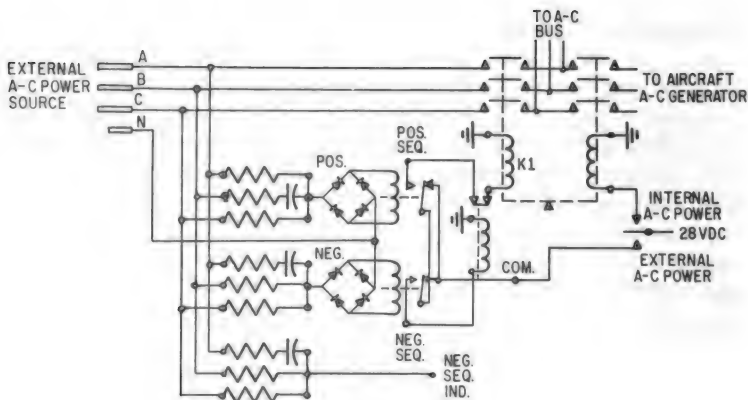 TO A-C
BUS
EXTERNAL
A-C POWER
SOURCE
A
B
C
N
TO AIRCRAFT
A-C GENERATOR
POS.
SEQ.
POS.
K1
INTERNAL
A-C POWER
28 VDC
EXTERNAL
A-C POWER
NEG.
COM.
NEG.
SEQ.
NEG.
SEQ.
IND.